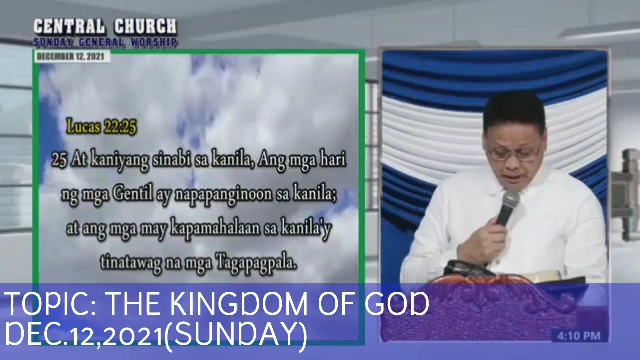 CENTRAL CHURCH
SUNDAY GENERAL WORSHIP
DECEMBER 12, 2021
Lucas 22:25
25 At kaniyang sinabi sa kanila, Ang mga hari
ng mga Gentil ay napapanginoon sa kanila;
at ang mga may kapamahalaan sa kanila'y
tinatawag na mga Tagapagpala.
TOPIC: THE KINGDOM OF GOD
DEC.12,2021(SUNDAY)
4:10 PM